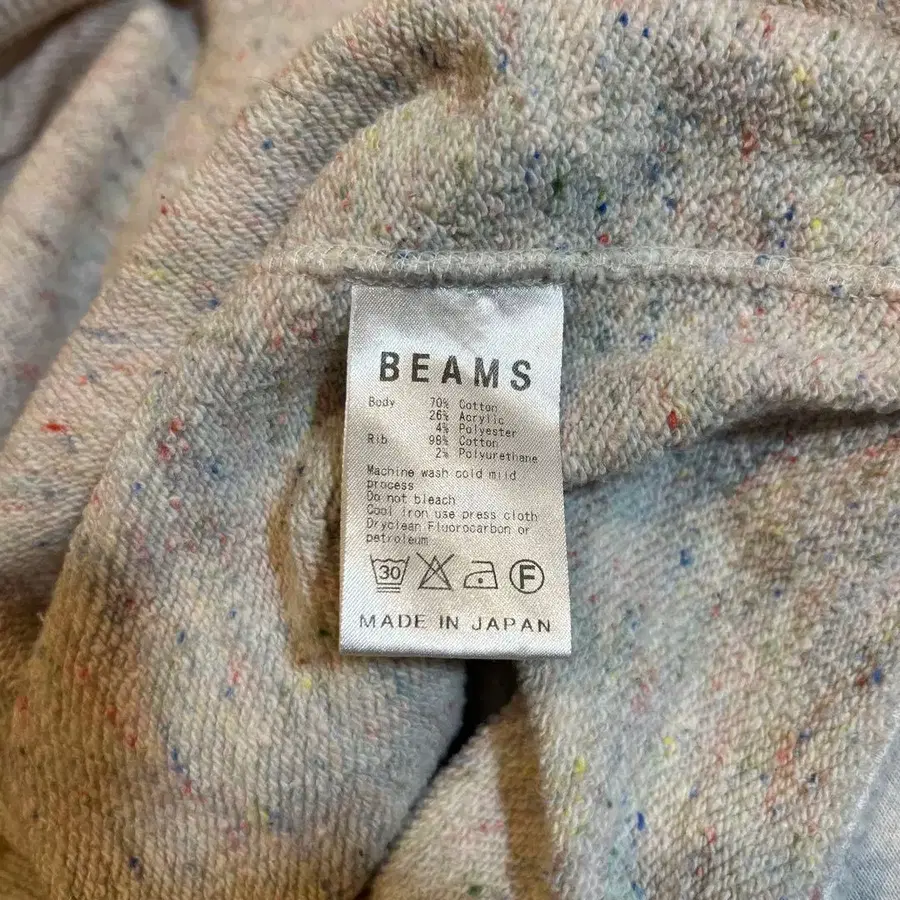 BEAMS
Body 70% Cotton
26% Acrylic
4% Polyester
Rib 98% Cotton
2% Polyurethane
Machine wash cold mild
process
Do not bleach
Cool iron use press cloth
Dryclean Fluorocarbon or
petroleum
30 F
MADE IN JAPAN